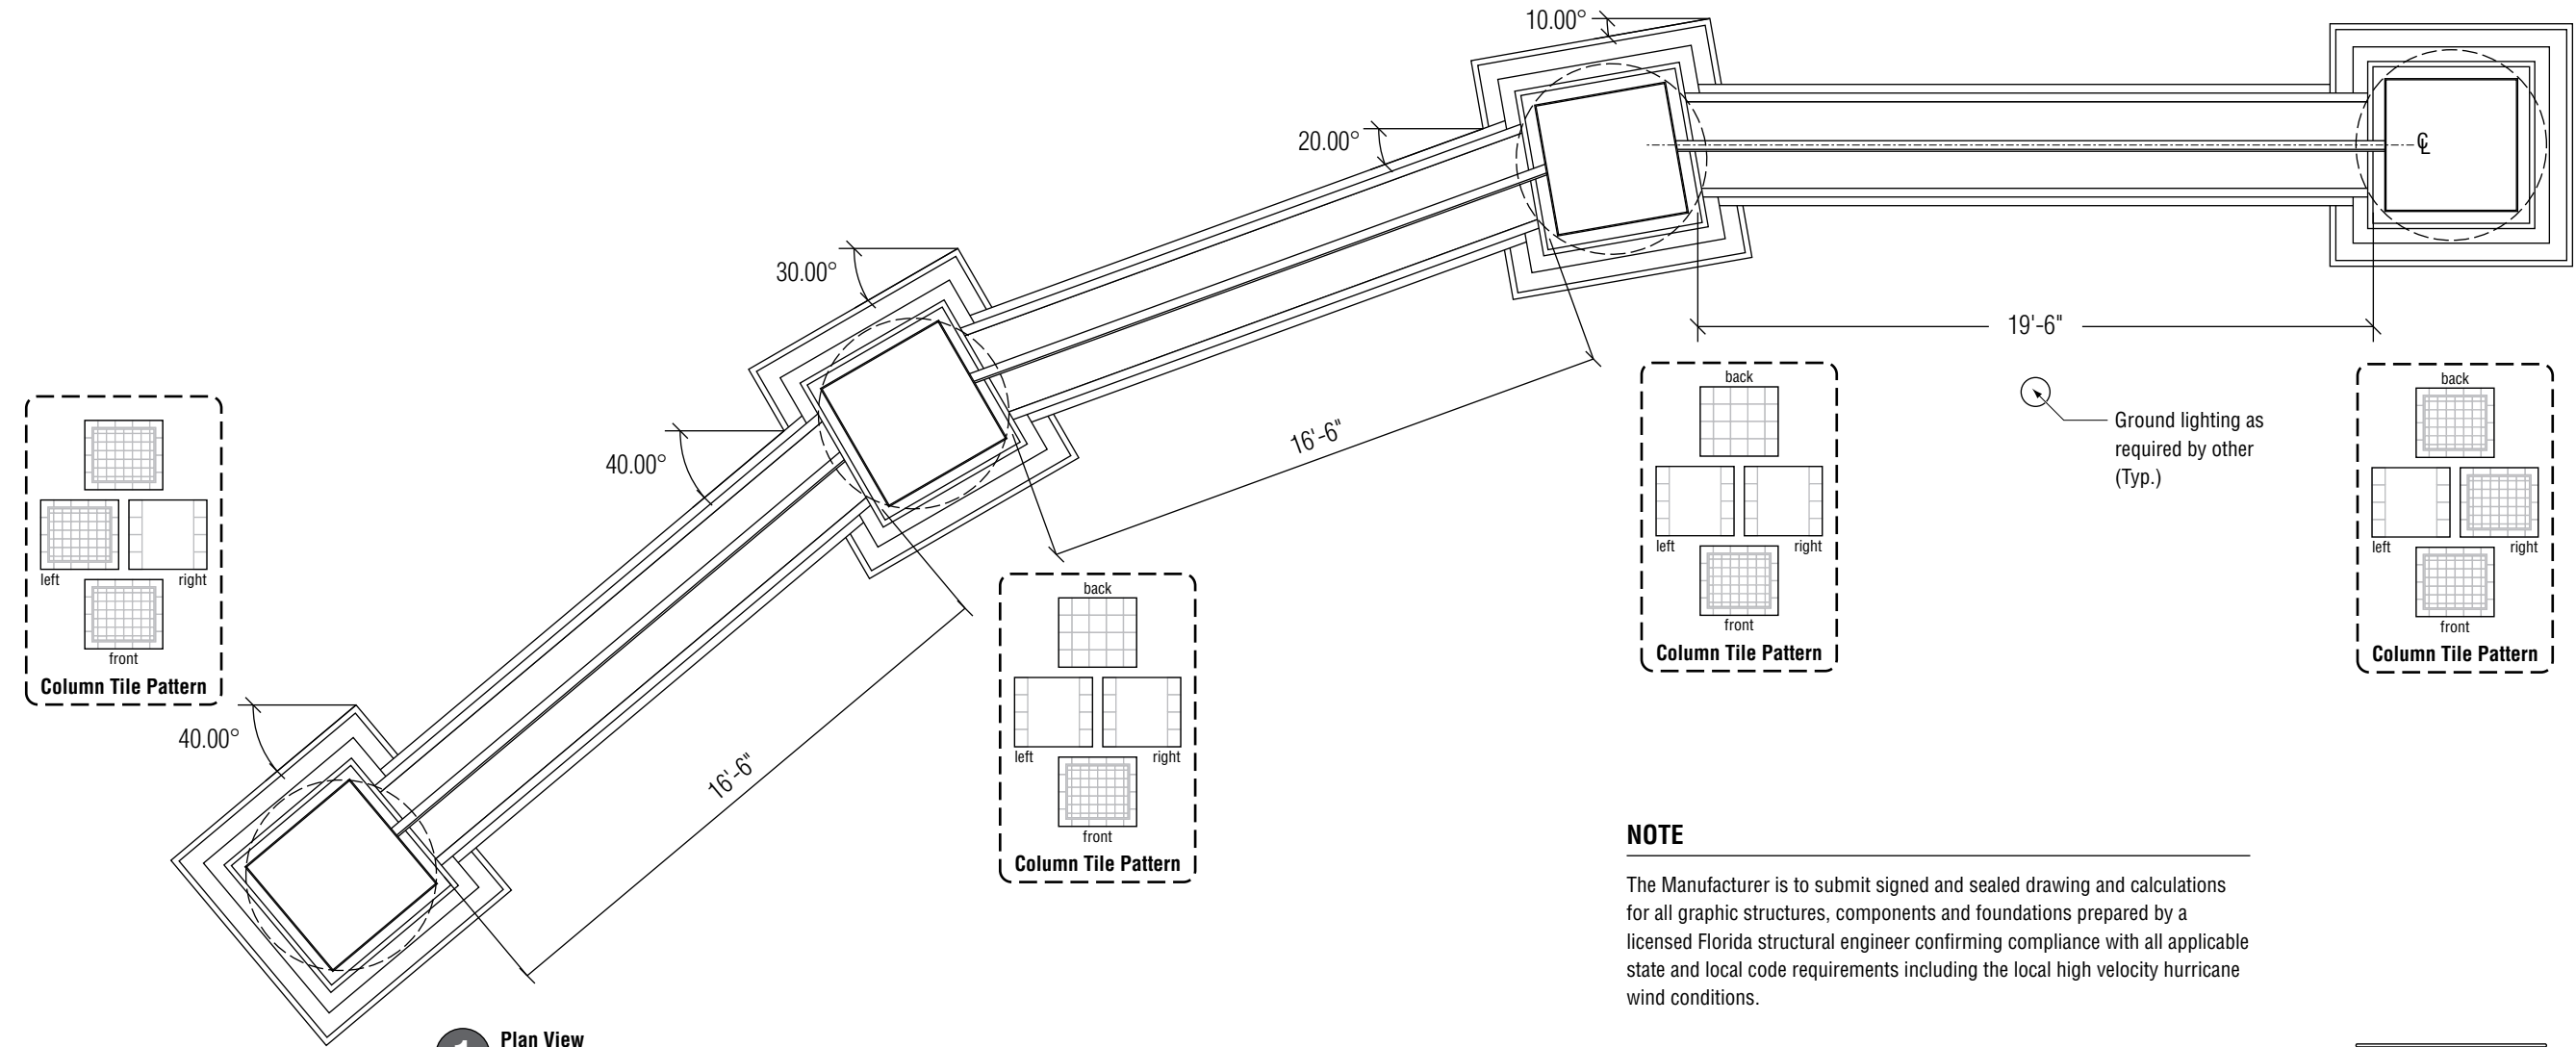 10.00°
20.00°
30.00°
40.00°
40.00°
℄
19'-6"
16'-6"
16'-6"
Ground lighting as
required by other
(Typ.)
left
right
front
Column Tile Pattern
back
left
right
front
Column Tile Pattern
back
left
right
front
Column Tile Pattern
back
left
right
front
Column Tile Pattern
NOTE
The Manufacturer is to submit signed and sealed drawing and calculations
for all graphic structures, components and foundations prepared by a
licensed Florida structural engineer confirming compliance with all applicable
state and local code requirements including the local high velocity hurricane
wind conditions.
1
Plan View